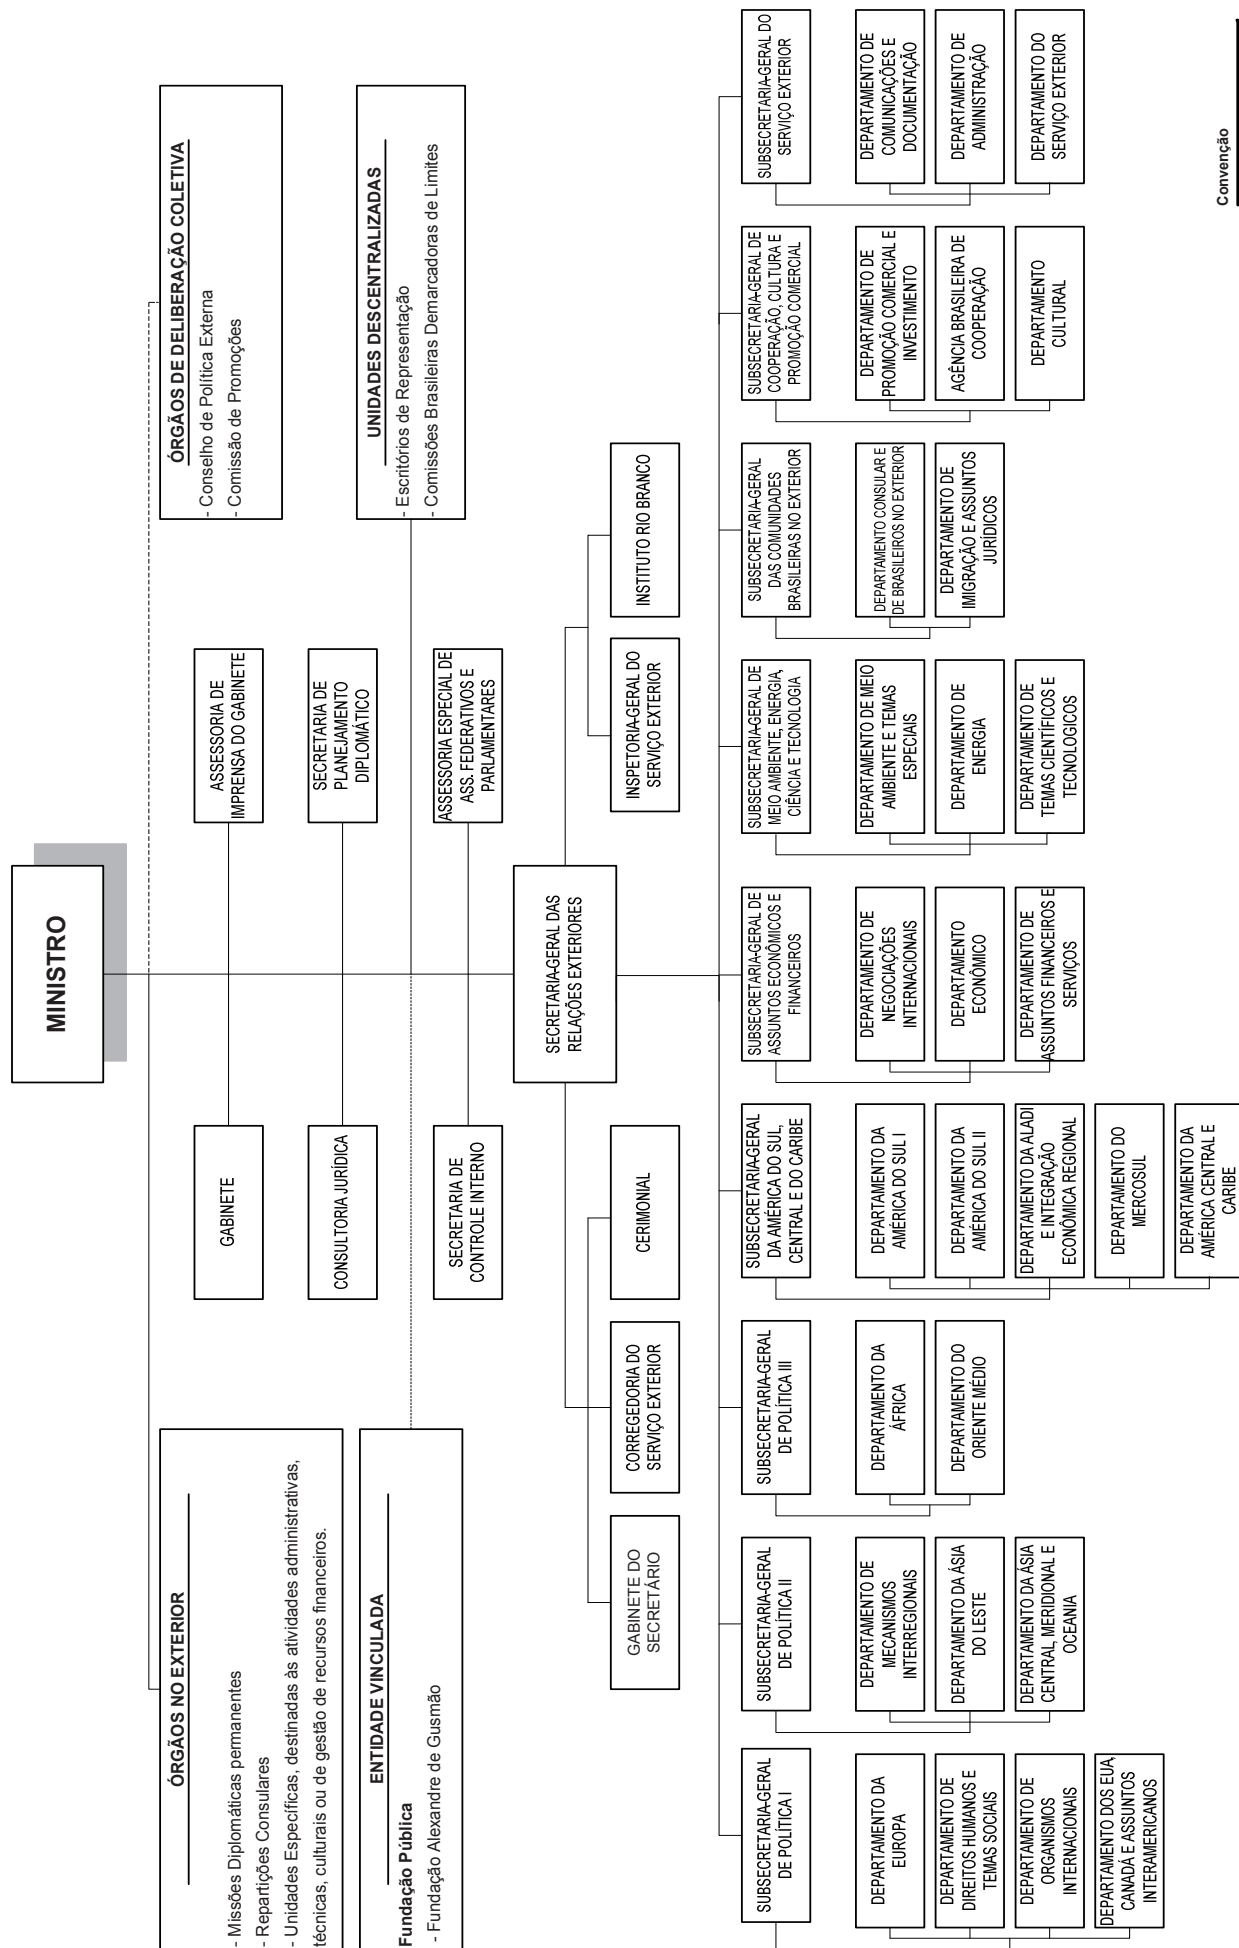 MINISTRO
ÓRGÃOS NO EXTERIOR
- Missões Diplomáticas permanentes
- Repartições Consulares
- Unidades Específicas, destinadas às atividades administrativas,
técnicas, culturais ou de gestão de recursos financeiros.
ÓRGÃOS DE DELIBERAÇÃO COLETIVA
- Conselho de Política Externa
- Comissão de Promoções
GABINETE
ASSESSORIA DE
IMPRENSA DO GABINETE
CONSULTORIA JURÍDICA
SECRETARIA DE
PLANEJAMENTO
DIPLOMÁTICO
ENTIDADE VINCULADA
Fundação Pública
- Fundação Alexandre de Gusmão
UNIDADES DESCENTRALIZADAS
- Escritórios de Representação
- Comissões Brasileiras Demarcadoras de Limites
SECRETARIA DE
CONTROLE INTERNO
ASSESSORIA ESPECIAL DE
ASS. FEDERATIVOS E
PARLAMENTARES
SECRETARIA-GERAL DAS
RELAÇÕES EXTERIORES
GABINETE DO
SECRETÁRIO
CORREGEDORIA DO
SERVIÇO EXTERIOR
CERIMONIAL
INSPETORIA-GERAL DO
SERVIÇO EXTERIOR
INSTITUTO RIO BRANCO
SUBSECRETARIA-GERAL
DE POLÍTICA I
DEPARTAMENTO DA
EUROPA
DEPARTAMENTO DE
DIREITOS HUMANOS E
TEMAS SOCIAIS
DEPARTAMENTO DE
ORGANISMOS
INTERNACIONAIS
DEPARTAMENTO DOS EUA,
CANADÁ E ASSUNTOS
INTERAMERICANOS
SUBSECRETARIA-GERAL
DE POLÍTICA II
DEPARTAMENTO DE
MECANISMOS
INTERREGIONAIS
DEPARTAMENTO DA ÁSIA
DO LESTE
DEPARTAMENTO DA ÁSIA
CENTRAL, MERIDIONAL E
OCEANIA
SUBSECRETARIA-GERAL
DE POLÍTICA III
DEPARTAMENTO DA
ÁFRICA
DEPARTAMENTO DO
ORIENTE MÉDIO
SUBSECRETARIA-GERAL
DA AMÉRICA DO SUL,
CENTRAL E DO CARIBE
DEPARTAMENTO DA
AMÉRICA DO SUL I
DEPARTAMENTO DA
AMÉRICA DO SUL II
DEPARTAMENTO DA ALADI
E INTEGRAÇÃO
ECONÔMICA REGIONAL
DEPARTAMENTO DO
MERCOSUL
DEPARTAMENTO DA
AMÉRICA CENTRAL E
CARIBE
SUBSECRETARIA-GERAL DE
ASSUNTOS ECONÔMICOS E
FINANCEIROS
DEPARTAMENTO DE
NEGOCIAÇÕES
INTERNACIONAIS
DEPARTAMENTO
ECONÔMICO
DEPARTAMENTO DE
ASSUNTOS FINANCEIROS E
SERVIÇOS
SUBSECRETARIA-GERAL DE
MEIO AMBIENTE, ENERGIA,
CIÊNCIA E TECNOLOGIA
DEPARTAMENTO DE MEIO
AMBIENTE E TEMAS
ESPECIAIS
DEPARTAMENTO DE
ENERGIA
DEPARTAMENTO DE
TEMAS CIENTÍFICOS E
TECNOLOGICOS
SUBSECRETARIA-GERAL
DAS COMUNIDADES
BRASILEIRAS NO EXTERIOR
DEPARTAMENTO CONSULAR E
DE BRASILEIROS NO EXTERIOR
DEPARTAMENTO DE
IMIGRAÇÃO E ASSUNTOS
JURÍDICOS
SUBSECRETARIA-GERAL DE
COOPERAÇÃO, CULTURA E
PROMOÇÃO COMERCIAL
DEPARTAMENTO DE
PROMOÇÃO COMERCIAL E
INVESTIMENTO
AGÊNCIA BRASILEIRA DE
COOPERAÇÃO
DEPARTAMENTO
CULTURAL
SUBSECRETARIA-GERAL DO
SERVIÇO EXTERIOR
DEPARTAMENTO DE
COMUNICAÇÕES E
DOCUMENTAÇÃO
DEPARTAMENTO DE
ADMINISTRAÇÃO
DEPARTAMENTO DO
SERVIÇO EXTERIOR
Convenção